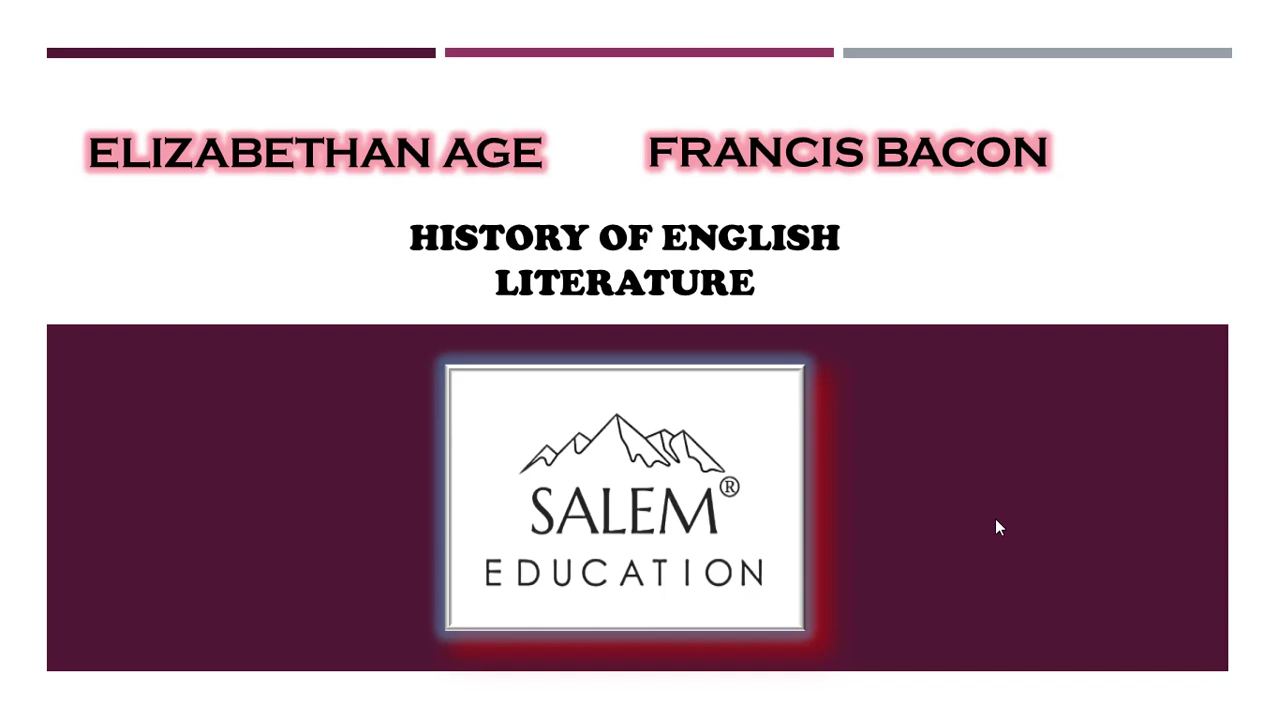 ELIZABETHAN AGE
FRANCIS BACON
HISTORY OF ENGLISH
LITERATURE
SALEM®
EDUCATION